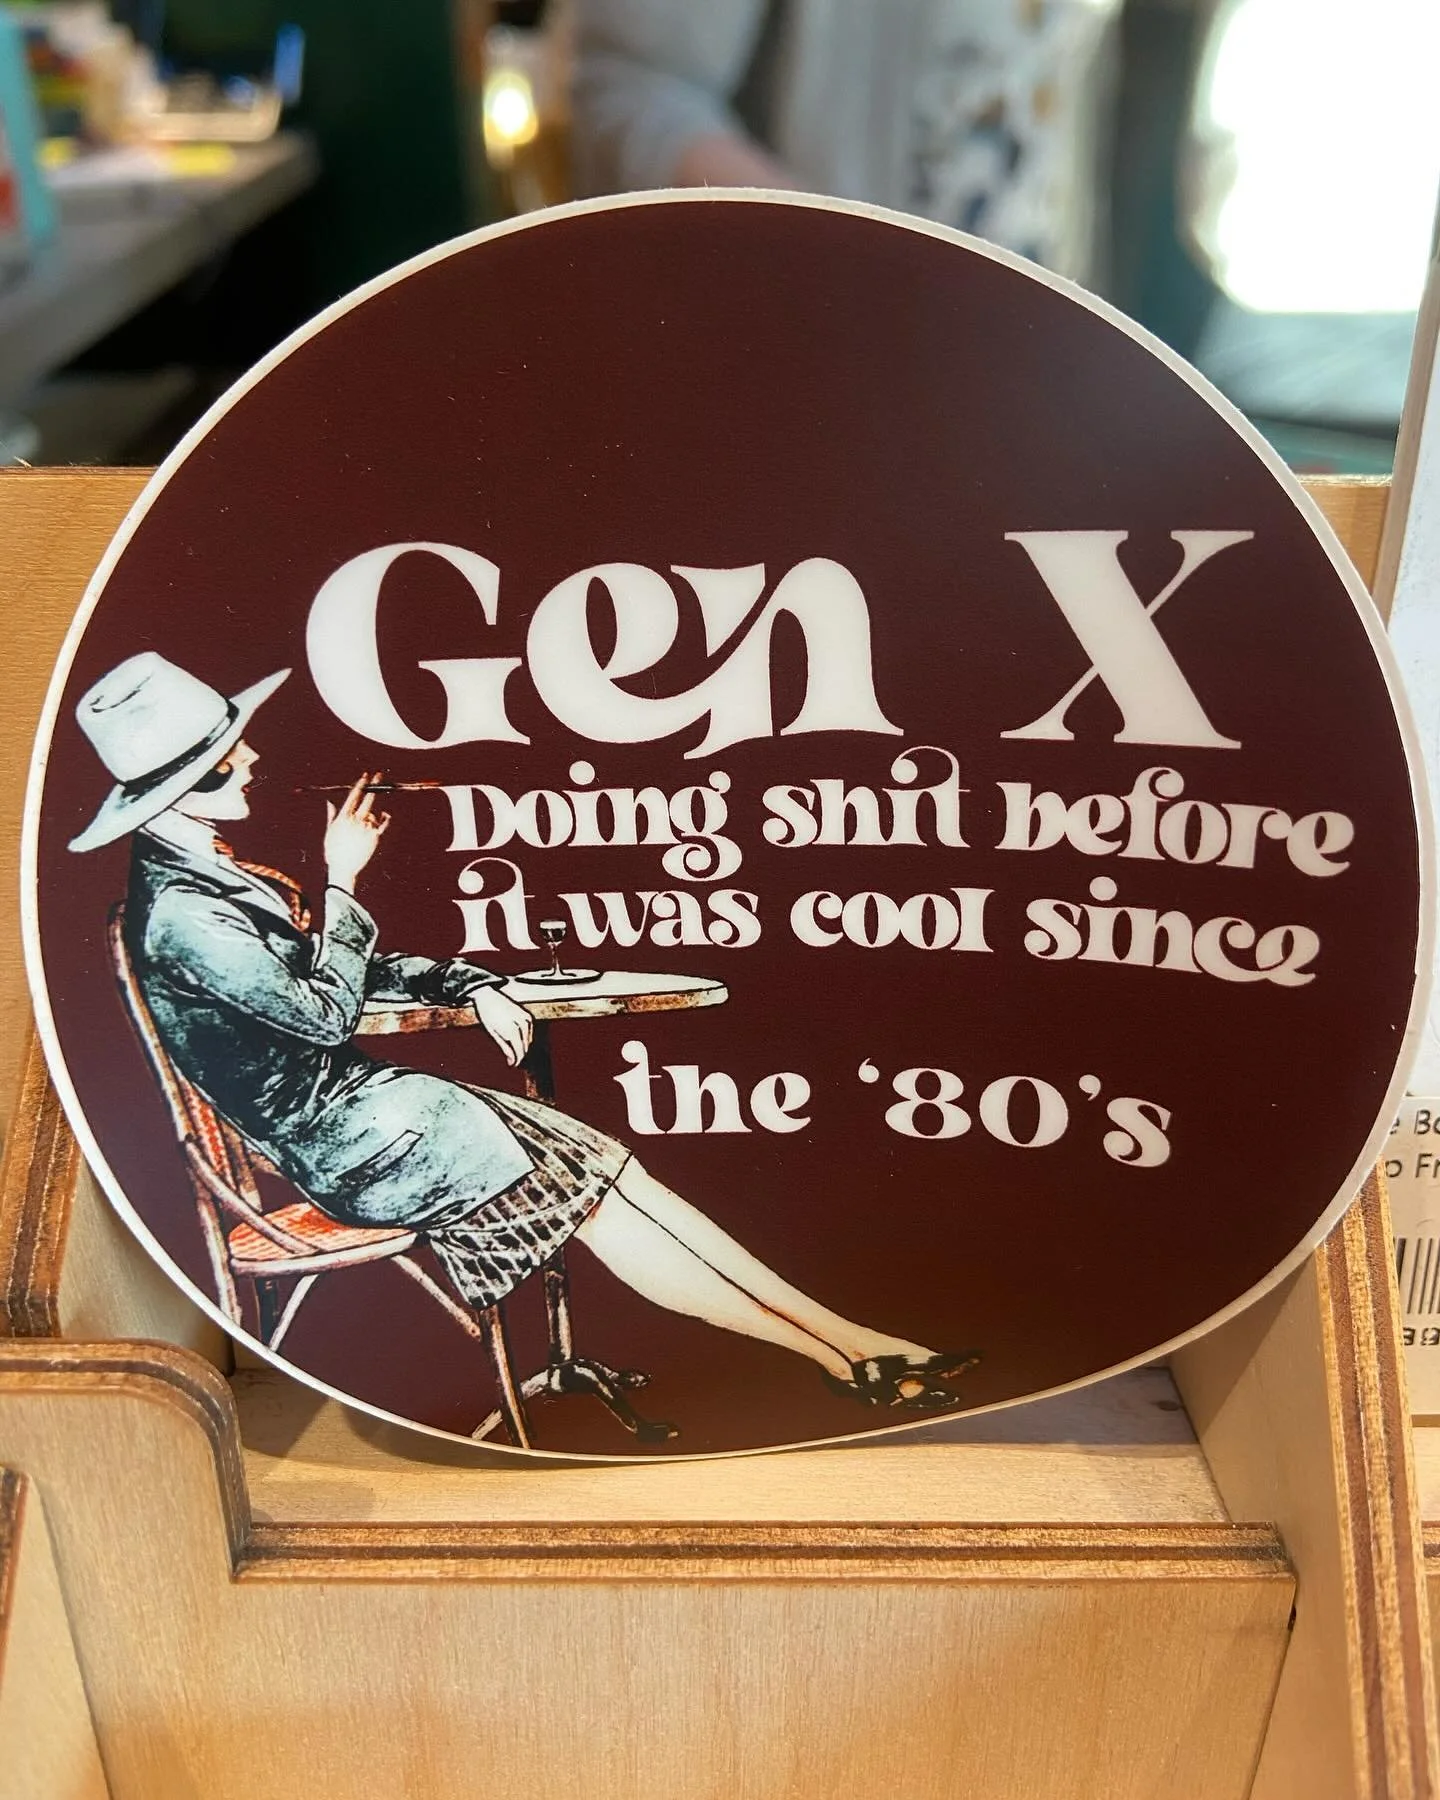 Gen X
Doing shit before
it was cool since
the ‘80’s